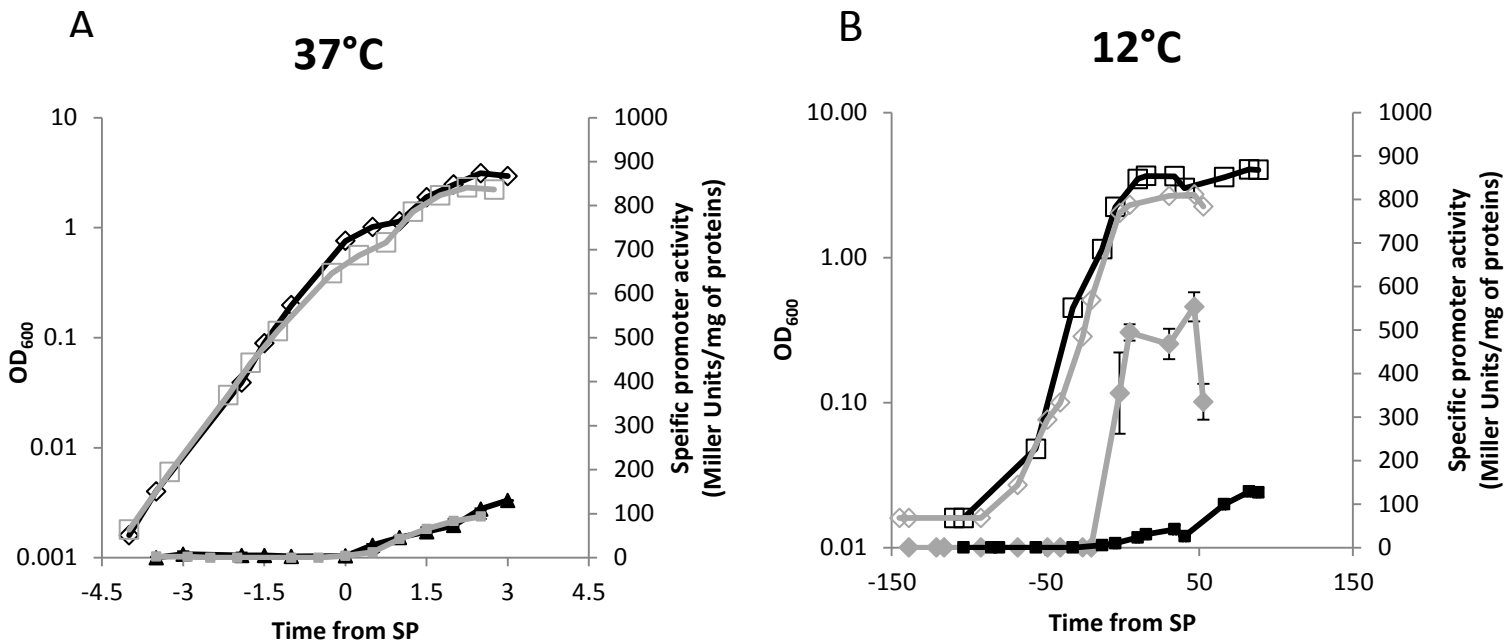 A
37°C
10
1
0.1
0.01
0.001
OD600
1000
900
800
700
600
500
400
300
200
100
0
Speific promoter activity
(Miller Units/mg of proteins)
-4.5 -3 -1.5 0 1.5 3 4.5
Time from SP
B
12°C
10.00
1.00
0.10
0.01
OD600
1000
900
800
700
600
500
400
300
200
100
0
Specific promoter activity
(Miller Units/mg of proteins)
-150 -50 50 150
Time from SP